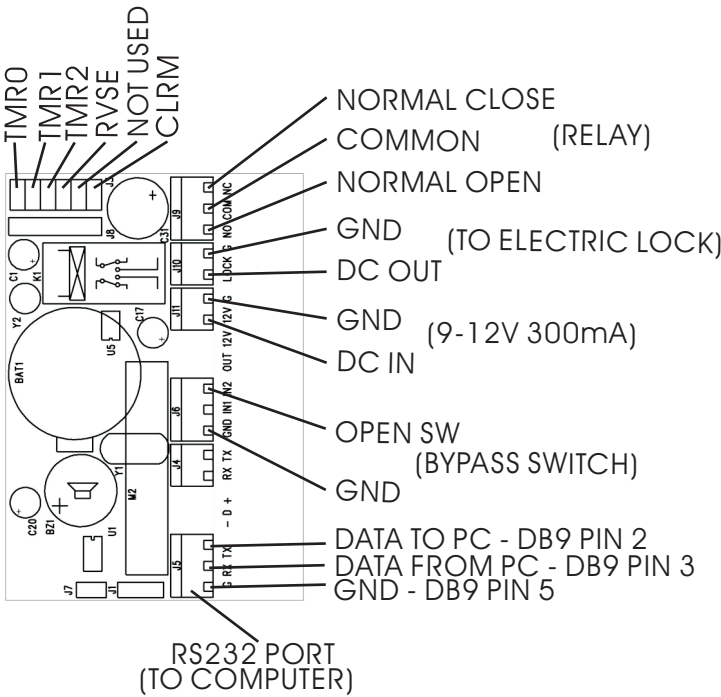 TMR0
TMR1
TMR2
RVSE
NOT USED
CLRM
NORMAL CLOSE
COMMON (RELAY)
NORMAL OPEN
GND
(TO ELECTRIC LOCK)
DC OUT
GND
(9-12V 300mA)
DC IN
OPEN SW
(BYPASS SWITCH)
GND
DATA TO PC - DB9 PIN 2
DATA FROM PC - DB9 PIN 3
GND - DB9 PIN 5
RS232 PORT
(TO COMPUTER)
J3
J8
+
C31
J9
NO COM NC
C1
+
K1
Y2
J10
LOCK G
J11
12V G
OUT 12V
C17
+
U5
BAT1
J6
GND IN1 IN2
J4
RX TX
Y1
M2
- D +
C20
+
BZ1
+
U1
J5
G RX TX
J7
J1